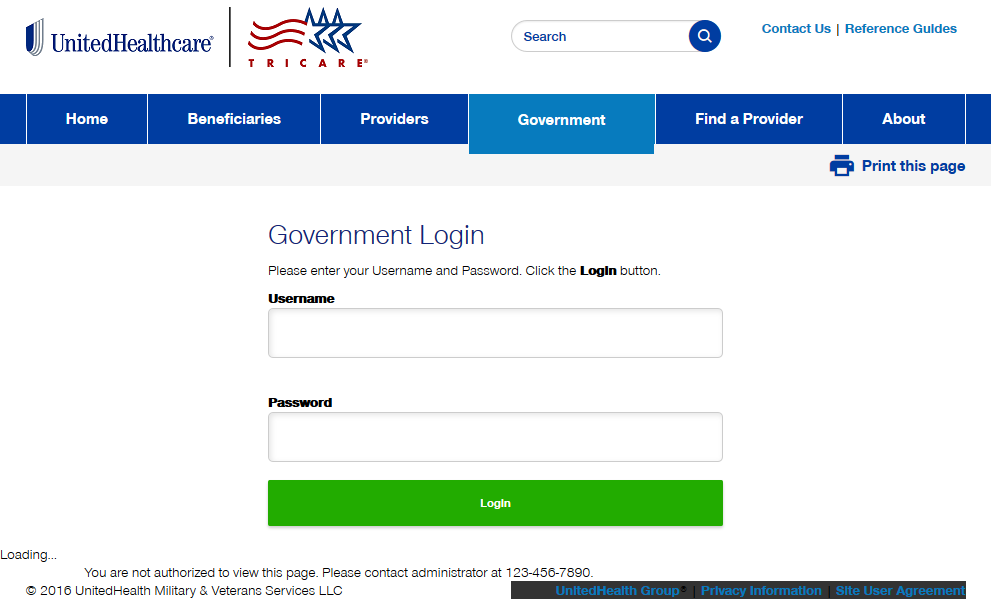 UnitedHealthcare®
TRICARE®
Search
Contact Us | Reference Guides
Home Beneficiaries Providers Government Find a Provider About
Print this page
Government Login
Please enter your Username and Password. Click the Login button.
Username
Password
Login
Loading...
You are not authorized to view this page. Please contact administrator at 123-456-7890.
© 2016 UnitedHealth Military & Veterans Services LLC UnitedHealth Group® | Privacy Information | Site User Agreement